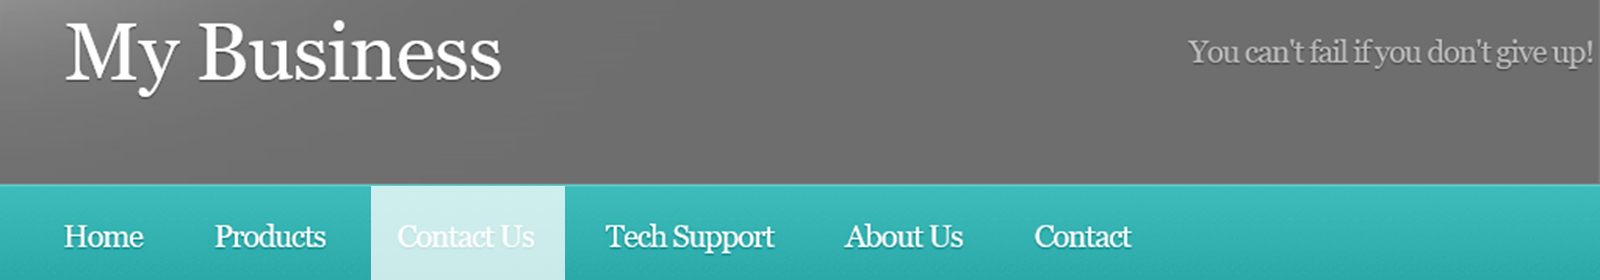 My Business
You can't fail if you don't give up!
Home Products Contact Us Tech Support About Us Contact